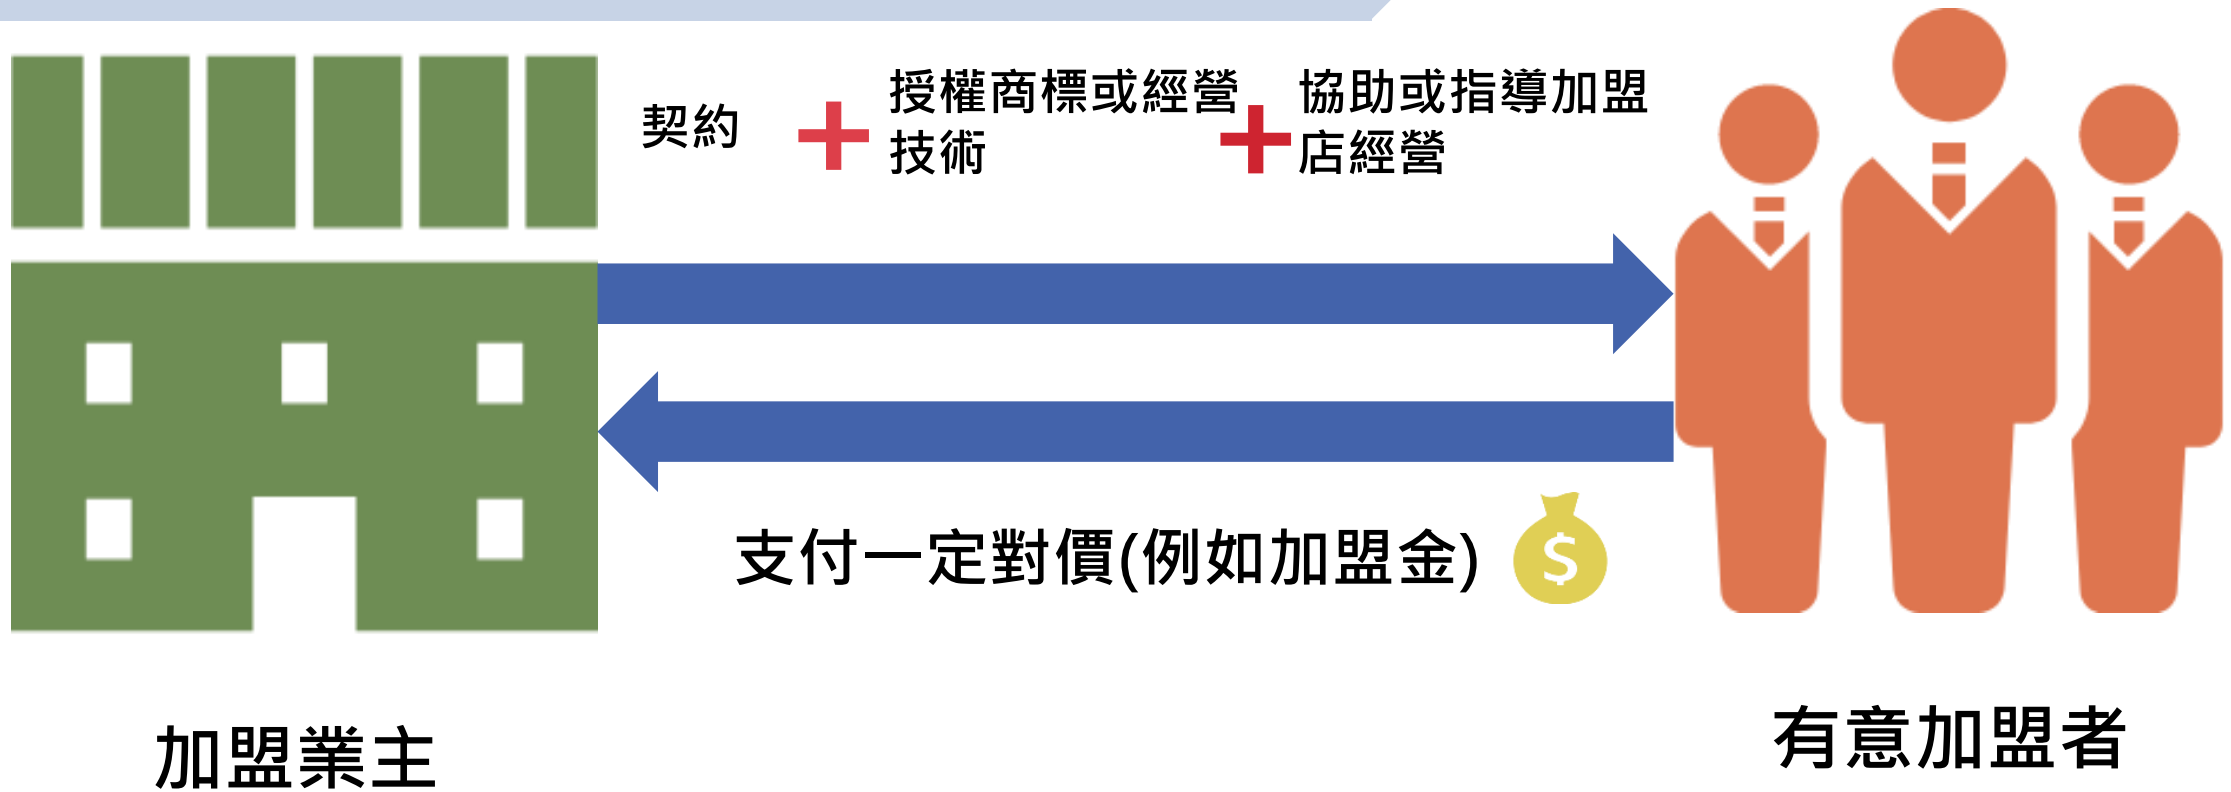 契約
授權商標或經營
技術
協助或指導加盟
店經營
支付一定對價(例如加盟金)
$
加盟業主
有意加盟者